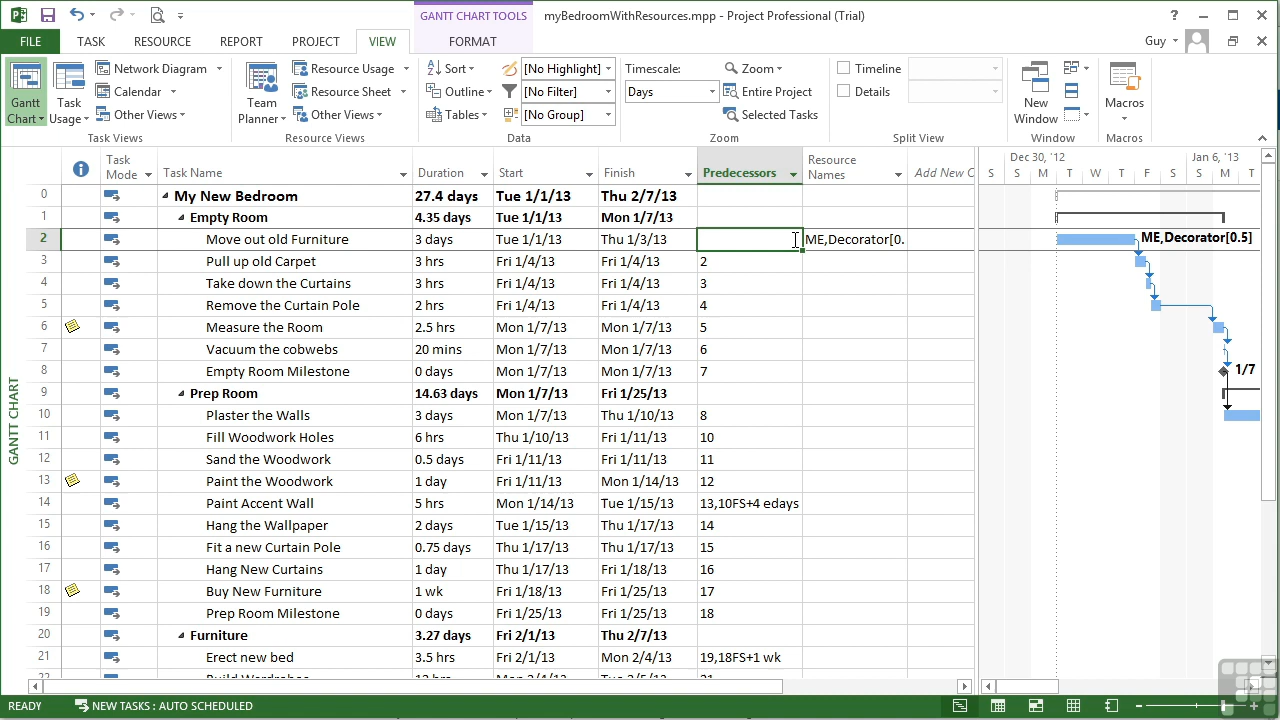 GANTT CHART TOOLS
myBedroomWithResources.mpp - Project Professional (Trial)
FILE TASK RESOURCE REPORT PROJECT VIEW FORMAT Guy
Gantt Chart
Task Usage
Network Diagram
Calendar
Other Views
Task Views
Team Planner
Resource Usage
Resource Sheet
Other Views
Resource Views
Sort
Outline
Tables
[No Highlight]
[No Filter]
[No Group]
Data
Timescale:
Days
Zoom
Entire Project
Selected Tasks
Zoom
Timeline
Details
Split View
New Window
Window
Macros
Macros
Task Mode Task Name Duration Start Finish Predecessors Resource Names Add New C
Dec 30, '12 Jan 6, '13
S S M T W T F S S M T
0 My New Bedroom 27.4 days Tue 1/1/13 Thu 2/7/13
1 Empty Room 4.35 days Tue 1/1/13 Mon 1/7/13
2 Move out old Furniture 3 days Tue 1/1/13 Thu 1/3/13 ME,Decorator[0. ME,Decorator[0.5]
3 Pull up old Carpet 3 hrs Fri 1/4/13 Fri 1/4/13 2
4 Take down the Curtains 3 hrs Fri 1/4/13 Fri 1/4/13 3
5 Remove the Curtain Pole 2 hrs Fri 1/4/13 Fri 1/4/13 4
6 Measure the Room 2.5 hrs Mon 1/7/13 Mon 1/7/13 5
7 Vacuum the cobwebs 20 mins Mon 1/7/13 Mon 1/7/13 6
8 Empty Room Milestone 0 days Mon 1/7/13 Mon 1/7/13 7 1/7
9 Prep Room 14.63 days Mon 1/7/13 Fri 1/25/13
10 Plaster the Walls 3 days Mon 1/7/13 Thu 1/10/13 8
11 Fill Woodwork Holes 6 hrs Thu 1/10/13 Fri 1/11/13 10
12 Sand the Woodwork 0.5 days Fri 1/11/13 Fri 1/11/13 11
13 Paint the Woodwork 1 day Fri 1/11/13 Mon 1/14/13 12
14 Paint Accent Wall 5 hrs Mon 1/14/13 Tue 1/15/13 13,10FS+4 edays
15 Hang the Wallpaper 2 days Tue 1/15/13 Thu 1/17/13 14
16 Fit a new Curtain Pole 0.75 days Thu 1/17/13 Thu 1/17/13 15
17 Hang New Curtains 1 day Thu 1/17/13 Fri 1/18/13 16
18 Buy New Furniture 1 wk Fri 1/18/13 Fri 1/25/13 17
19 Prep Room Milestone 0 days Fri 1/25/13 Fri 1/25/13 18
20 Furniture 3.27 days Fri 2/1/13 Thu 2/7/13
21 Erect new bed 3.5 hrs Fri 2/1/13 Mon 2/4/13 19,18FS+1 wk
GANTT CHART
READY NEW TASKS : AUTO SCHEDULED